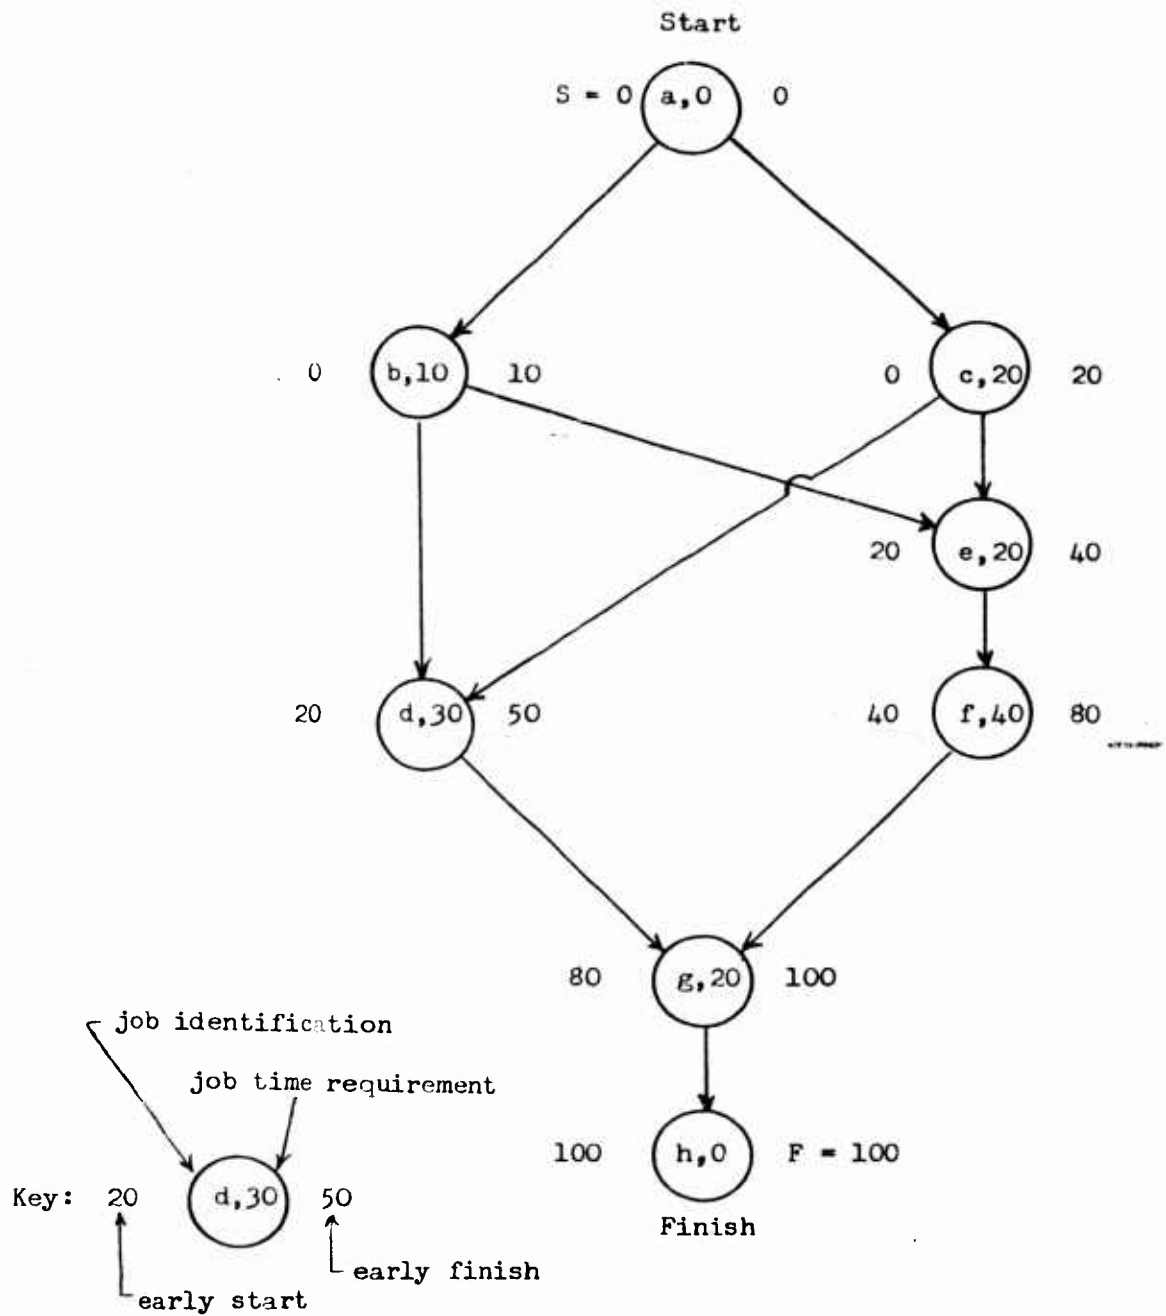 Start
S = 0 a,0 0
0 b,10 10 0 c,20 20
20 e,20 40
20 d,30 50 40 f,40 80
80 g,20 100
job identification
job time requirement
100 h,0 F = 100
Key: 20 d,30 50
Finish
early finish
early start